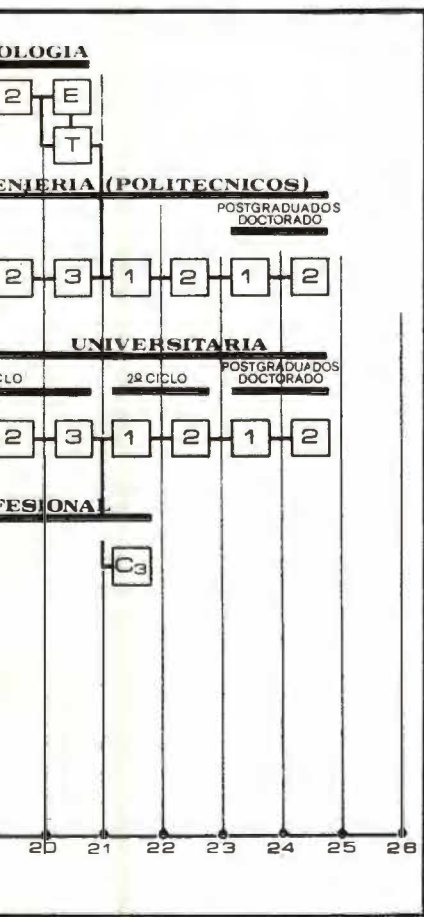 OLOGIA
2 E
T
ENJERIA (POLITECNICOS)
POSTGRADUADOS
DOCTORADO
2 3 1 2 1 2
UNIVERSITARIA
CLO 2º CICLO POSTGRADUADOS
DOCTORADO
2 3 1 2 1 2
FESIONAL
C3
20 21 22 23 24 25 26